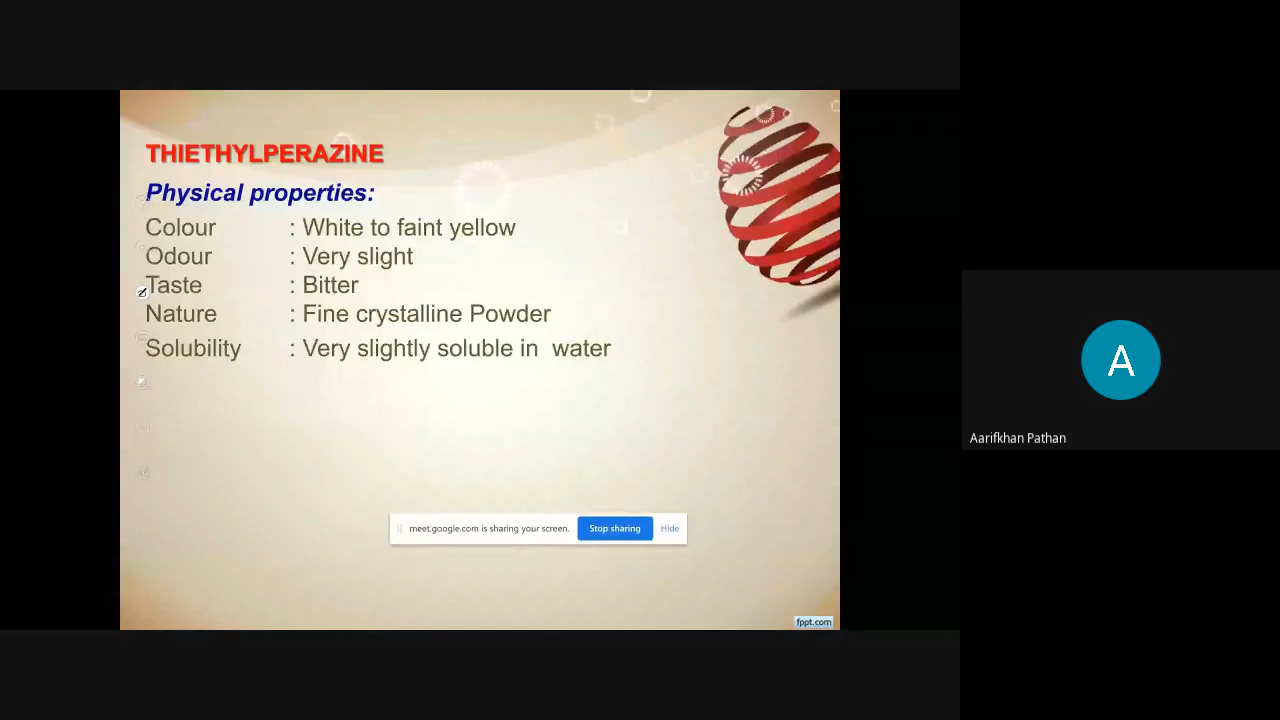 THIETHYLPERAZINE
Physical properties:
Colour : White to faint yellow
Odour : Very slight
Taste : Bitter
Nature : Fine crystalline Powder
Solubility : Very slightly soluble in water
meet.google.com is sharing your screen. Stop sharing Hide
fppt.com
A
Aarifkhan Pathan